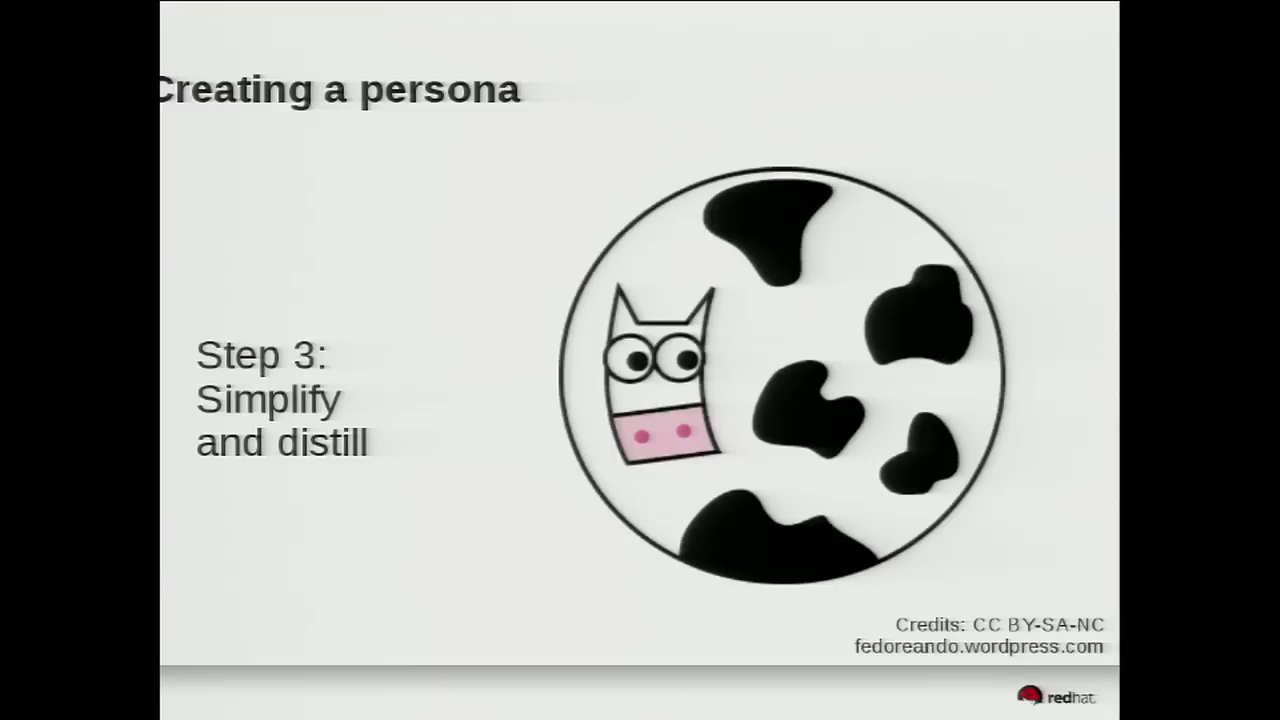 Creating a persona
Step 3:
Simplify
and distill
Credits: CC BY-SA-NC
fedoreando.wordpress.com
redhat